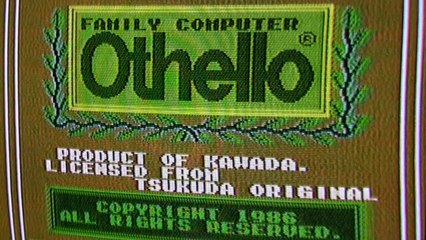 FAMILY COMPUTER
Othello®
PRODUCT OF KAWADA.
LICENSED FROM
TSUKUDA ORIGINAL
COPYRIGHT 1986
ALL RIGHTS RESERVED.